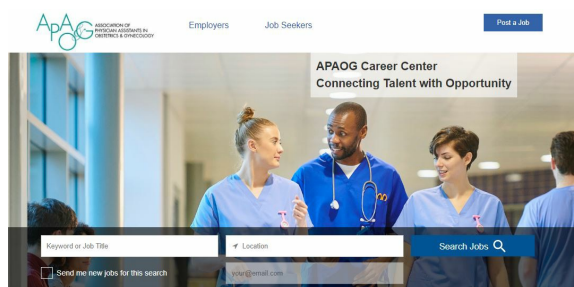 APAOG
ASSOCIATION OF
PHYSICIAN ASSISTANTS IN
OBSTETRICS & GYNECOLOGY
Employers
Job Seekers
Post a Job
APAOG Career Center
Connecting Talent with Opportunity
Keyword or Job Title
Location
Search Jobs
Send me new jobs for this search
your@email.com